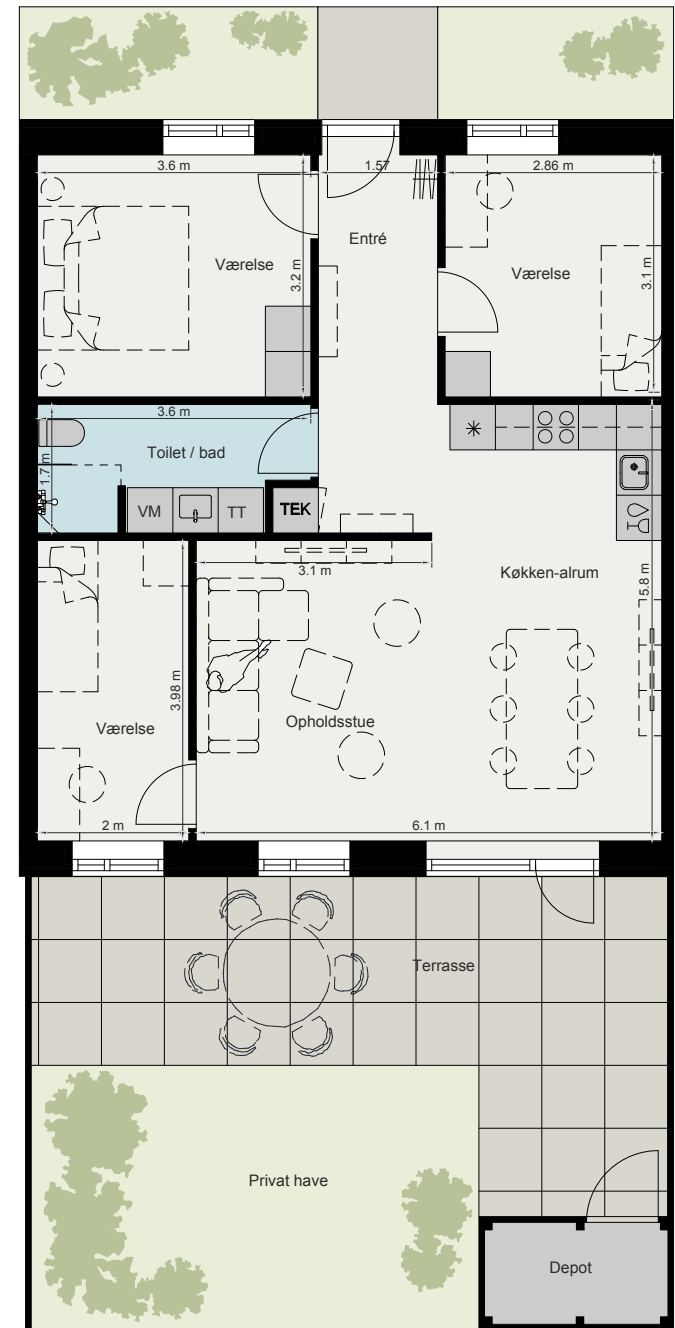 3.6 m
1.57
2.86 m
Entré
Værelse
3.2 m
Værelse
3.1 m
3.6 m
Toilet / bad
1.7 m
VM
TT
TEK
3.1 m
Køkken-alrum
5.8 m
3.98 m
Værelse
Opholdsstue
2 m
6.1 m
Terrasse
Privat have
Depot